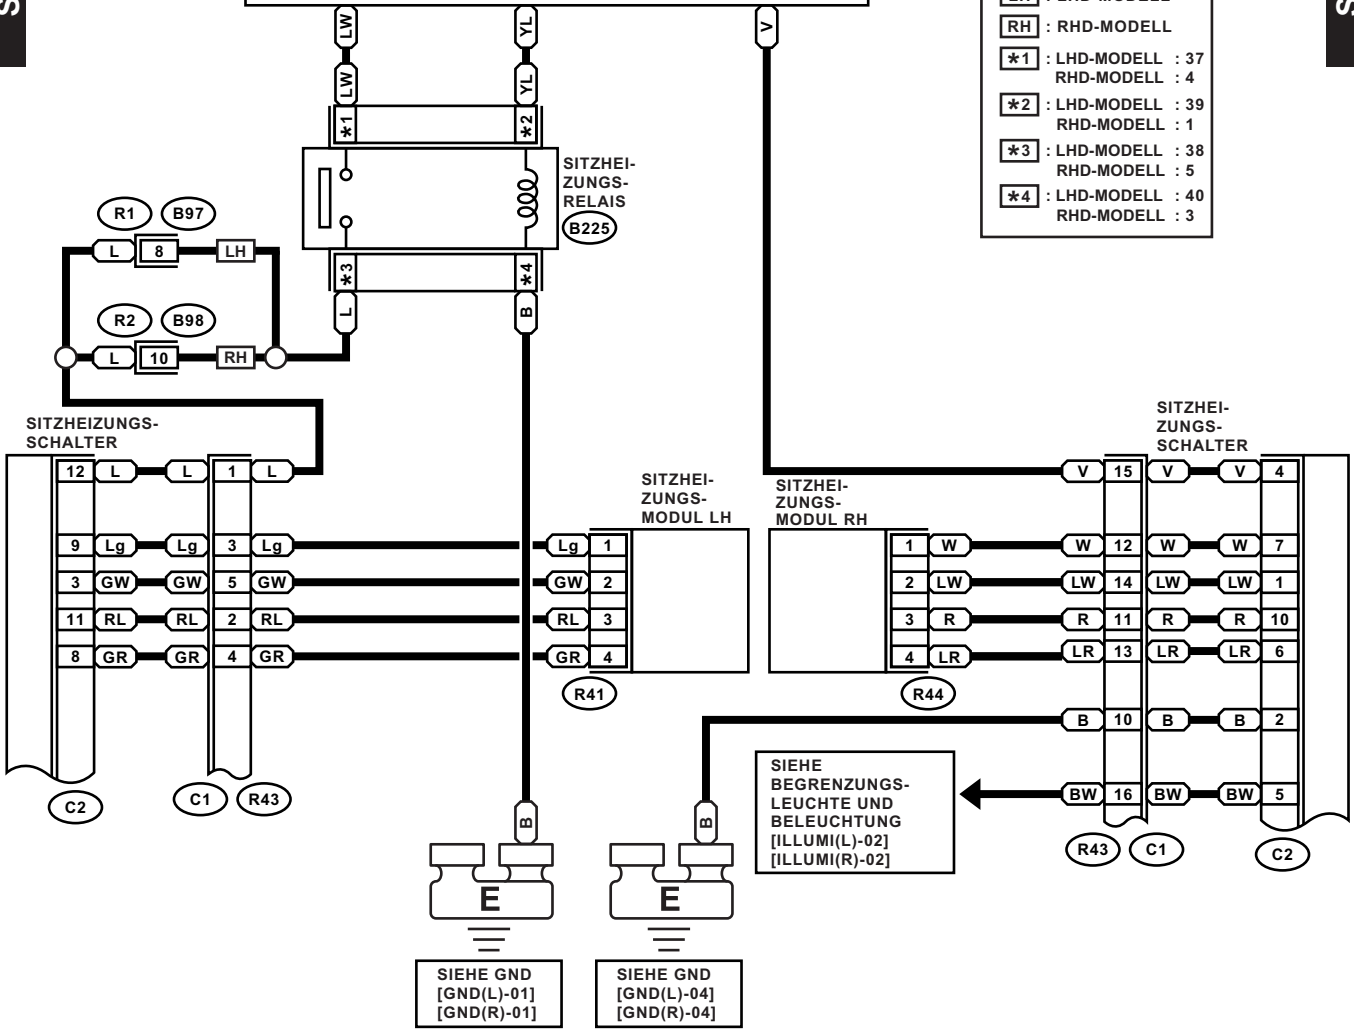 S
S
LW
YL
V
LW
YL
*1
*2
SITZHEI-
ZUNGS-
RELAIS
B225
*3
*4
L
B
R1 B97
L 8 LH
R2 B98
L 10 RH
RH : RHD-MODELL
*1 : LHD-MODELL : 37
RHD-MODELL : 4
*2 : LHD-MODELL : 39
RHD-MODELL : 1
*3 : LHD-MODELL : 38
RHD-MODELL : 5
*4 : LHD-MODELL : 40
RHD-MODELL : 3
SITZHEIZUNGS-
SCHALTER
12 L L 1 L
9 Lg Lg 3 Lg
3 GW GW 5 GW
11 RL RL 2 RL
8 GR GR 4 GR
C2
C1 R43
SITZHEI-
ZUNGS-
MODUL LH
Lg 1
GW 2
RL 3
GR 4
R41
SITZHEI-
ZUNGS-
MODUL RH
1 W
2 LW
3 R
4 LR
R44
SITZHEI-
ZUNGS-
SCHALTER
V 15 V V 4
W 12 W W 7
LW 14 LW LW 1
R 11 R R 10
LR 13 LR LR 6
B 10 B B 2
BW 16 BW BW 5
R43 C1
C2
SIEHE
BEGRENZUNGS-
LEUCHTE UND
BELEUCHTUNG
[ILLUMI(L)-02]
[ILLUMI(R)-02]
B
B
E
E
SIEHE GND
[GND(L)-01]
[GND(R)-01]
SIEHE GND
[GND(L)-04]
[GND(R)-04]